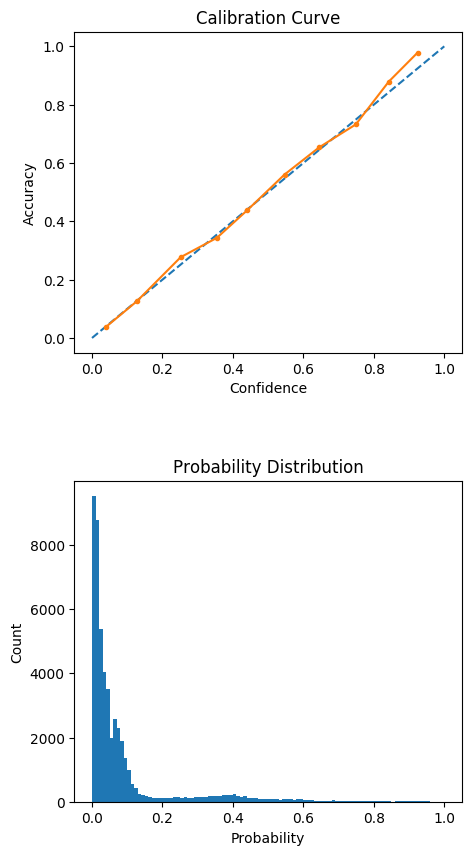 Calibration Curve
1.0
0.8
0.6
0.4
0.2
0.0
Accuracy
0.0 0.2 0.4 0.6 0.8 1.0
Confidence
Probability Distribution
8000
6000
4000
2000
0
Count
0.0 0.2 0.4 0.6 0.8 1.0
Probability